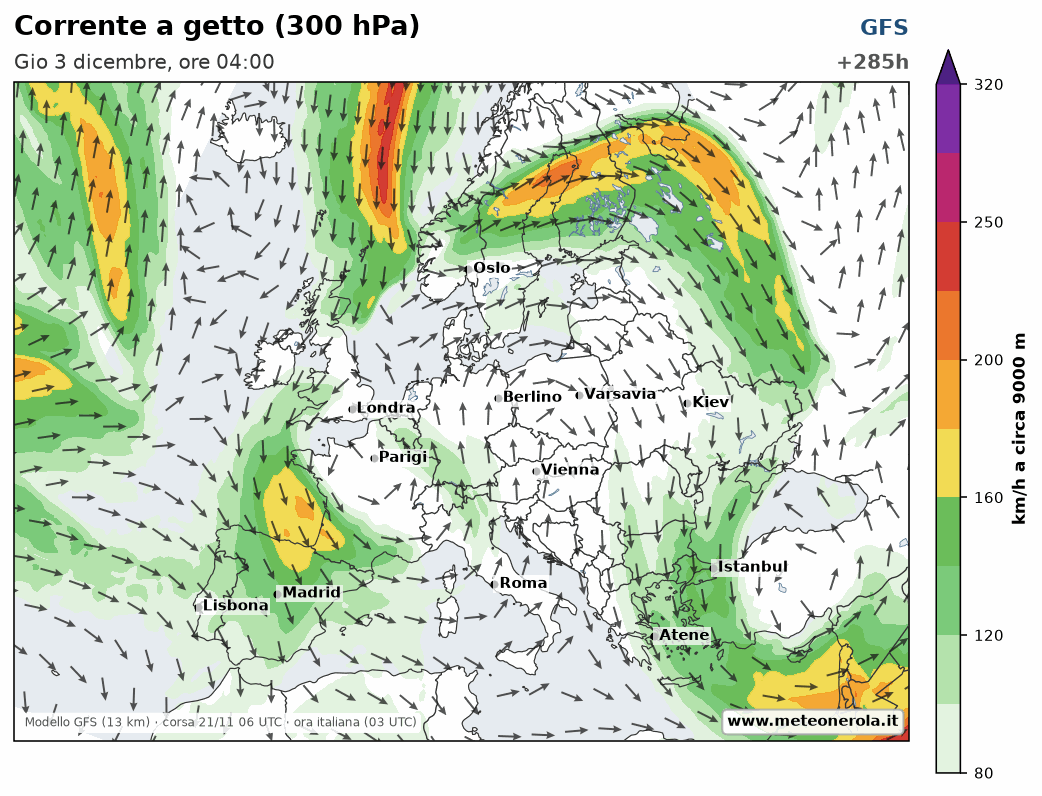 Corrente a getto (300 hPa)
GFS
Gio 3 dicembre, ore 04:00
+285h
320
250
200
160
120
80
km/h a circa 9000 m
Oslo
Berlino
Varsavia
Kiev
Londra
Parigi
Vienna
Istanbul
Roma
Madrid
Lisbona
Atene
Modello GFS (13 km) · corsa 21/11 06 UTC · ora italiana (03 UTC)
www.meteonerola.it